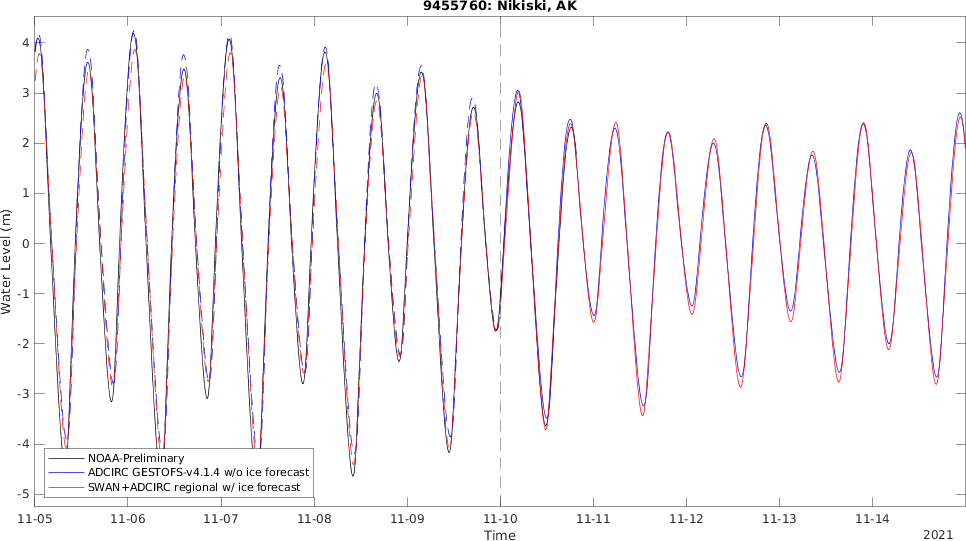 9455760: Nikiski, AK
Water Level (m)
4
3
2
1
0
-1
-2
-3
-4
-5
NOAA-Preliminary
ADCIRC GESTOFS-v4.1.4 w/o ice forecast
SWAN+ADCIRC regional w/ ice forecast
11-05 11-06 11-07 11-08 11-09 11-10 11-11 11-12 11-13 11-14
Time
2021